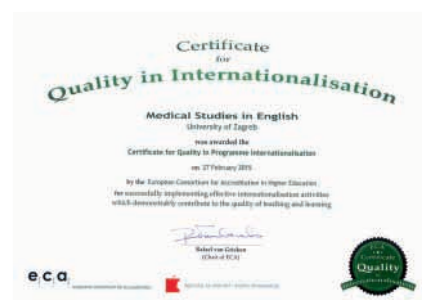 Certificate
for
Quality in Internationalisation
Medical Studies in English
University of Zagreb
was awarded the
Certificate for Quality in Programme Internationalisation
on 27 February 2015
by the European Consortium for Accreditation in Higher Education
for successfully implementing effective internationalisation activities
which demonstrably contribute to the quality of teaching and learning
(Chair of ECA)
e c a
Certificate
Quality